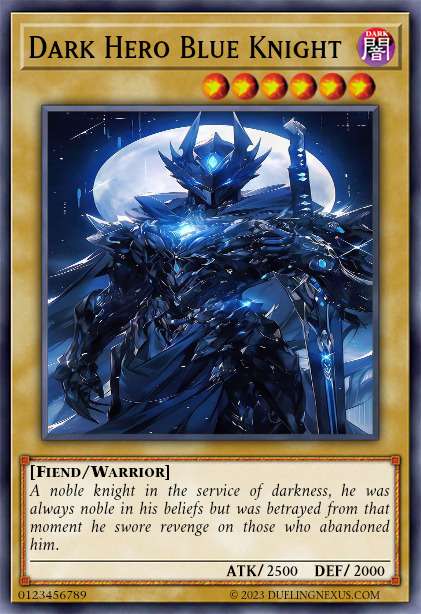 Dark Hero Blue Knight
DARK
闇
[Fiend/Warrior]
A noble knight in the service of darkness, he was
always noble in his beliefs but was betrayed from that
moment he swore revenge on those who abandoned
him.
ATK/ 2500 DEF/ 2000
0123456789 © 2023 DUELINGNEXUS.COM